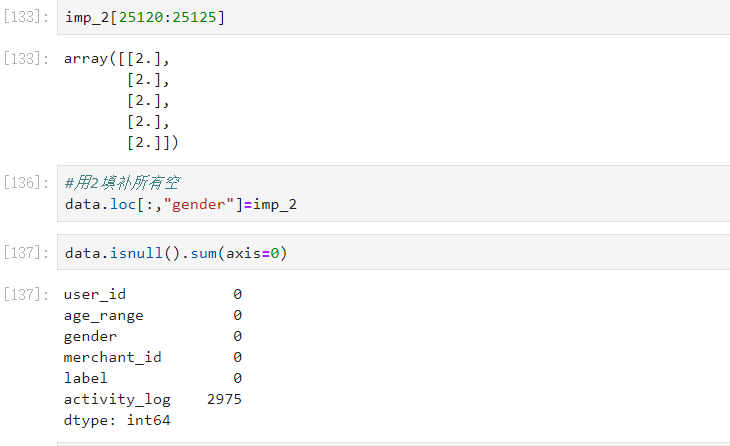 [133]: imp_2[25120:25125]
[133]: array([[2.],
[2.],
[2.],
[2.],
[2.]])
[136]: #用2填补所有空
data.loc[:,"gender"]=imp_2
[137]: data.isnull().sum(axis=0)
[137]: user_id 0
age_range 0
gender 0
merchant_id 0
label 0
activity_log 2975
dtype: int64